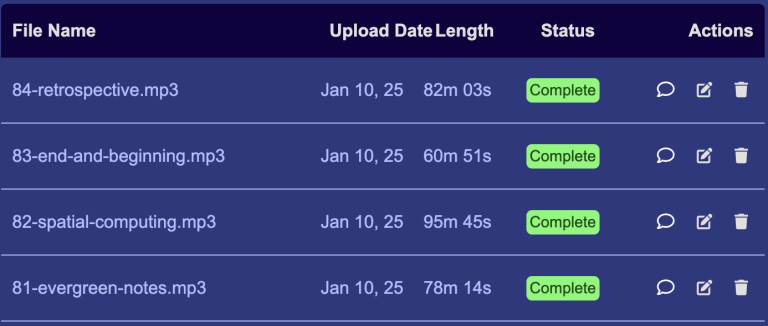 File Name Upload Date Length Status Actions
84-retrospective.mp3 Jan 10, 25 82m 03s Complete
83-end-and-beginning.mp3 Jan 10, 25 60m 51s Complete
82-spatial-computing.mp3 Jan 10, 25 95m 45s Complete
81-evergreen-notes.mp3 Jan 10, 25 78m 14s Complete